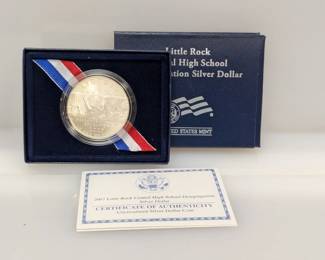 Little Rock
al High School
ation Silver Dollar
ED STATES MINT
2007 Little Rock Central High School Desegregation
Silver Dollar
CERTIFICATE OF AUTHENTICITY
Uncirculated Silver Dollar Coin